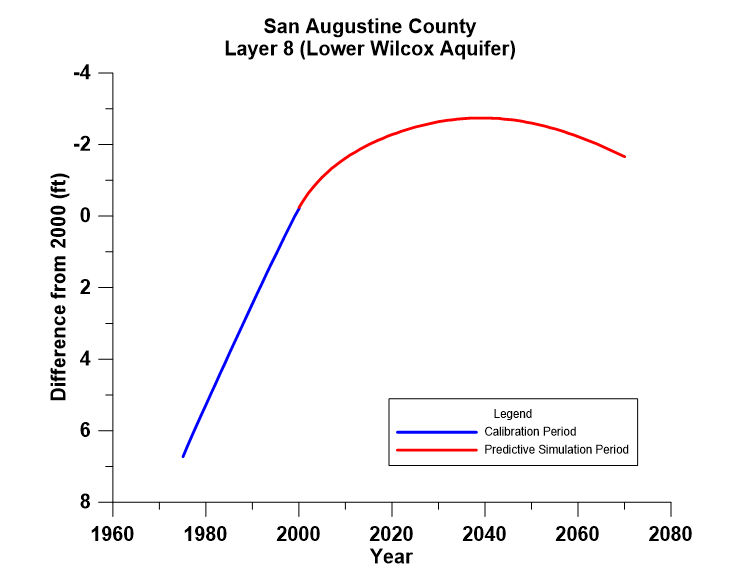 San Augustine County
Layer 8 (Lower Wilcox Aquifer)
Difference from 2000 (ft)
-4
-2
0
2
4
6
8
Legend
Calibration Period
Predictive Simulation Period
1960 1980 2000 2020 2040 2060 2080
Year